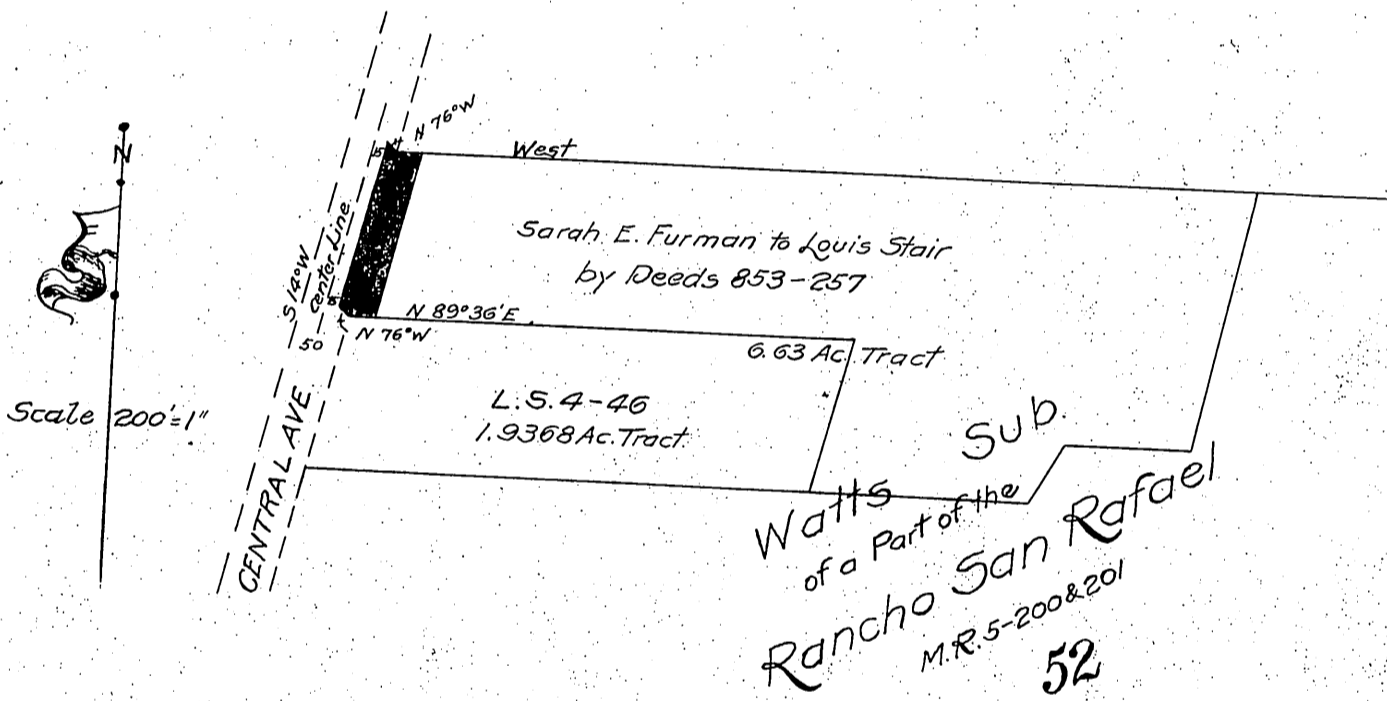 N 76°W
15
West
N
Sarah E. Furman to Louis Stair
by Deeds 853-257
S 14°W
Center Line
N 89°36'E
N 76°W
50
6.63 Ac. Tract
Scale 200'=1"
L.S. 4-46
1.9368 Ac. Tract
CENTRAL AVE
Watts Sub.
of a Part of the
Rancho San Rafael
M.R. 5-200&201
52